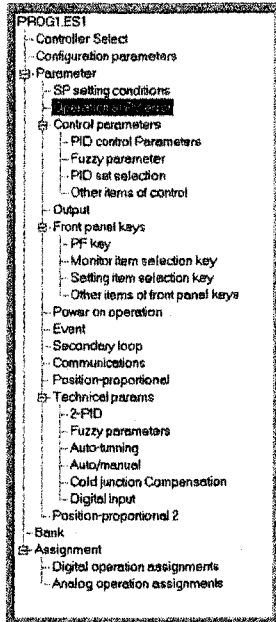 PROG1.ES1
Controller Select
Configuration parameters
Parameter
SP setting conditions
Control parameters
PID control Parameters
Fuzzy parameter
PID set selection
Other items of control
Output
Front panel keys
PF key
Monitor item selection key
Setting item selection key
Other items of front panel keys
Power on operation
Event
Secondary loop
Communications
Position-proportional
Technical params
2-PID
Fuzzy parameters
Auto-tunning
Auto/manual
Cold junction Compensation
Digital input
Position-proportional 2
Bank
Assignment
Digital operation assignments
Analog operation assignments